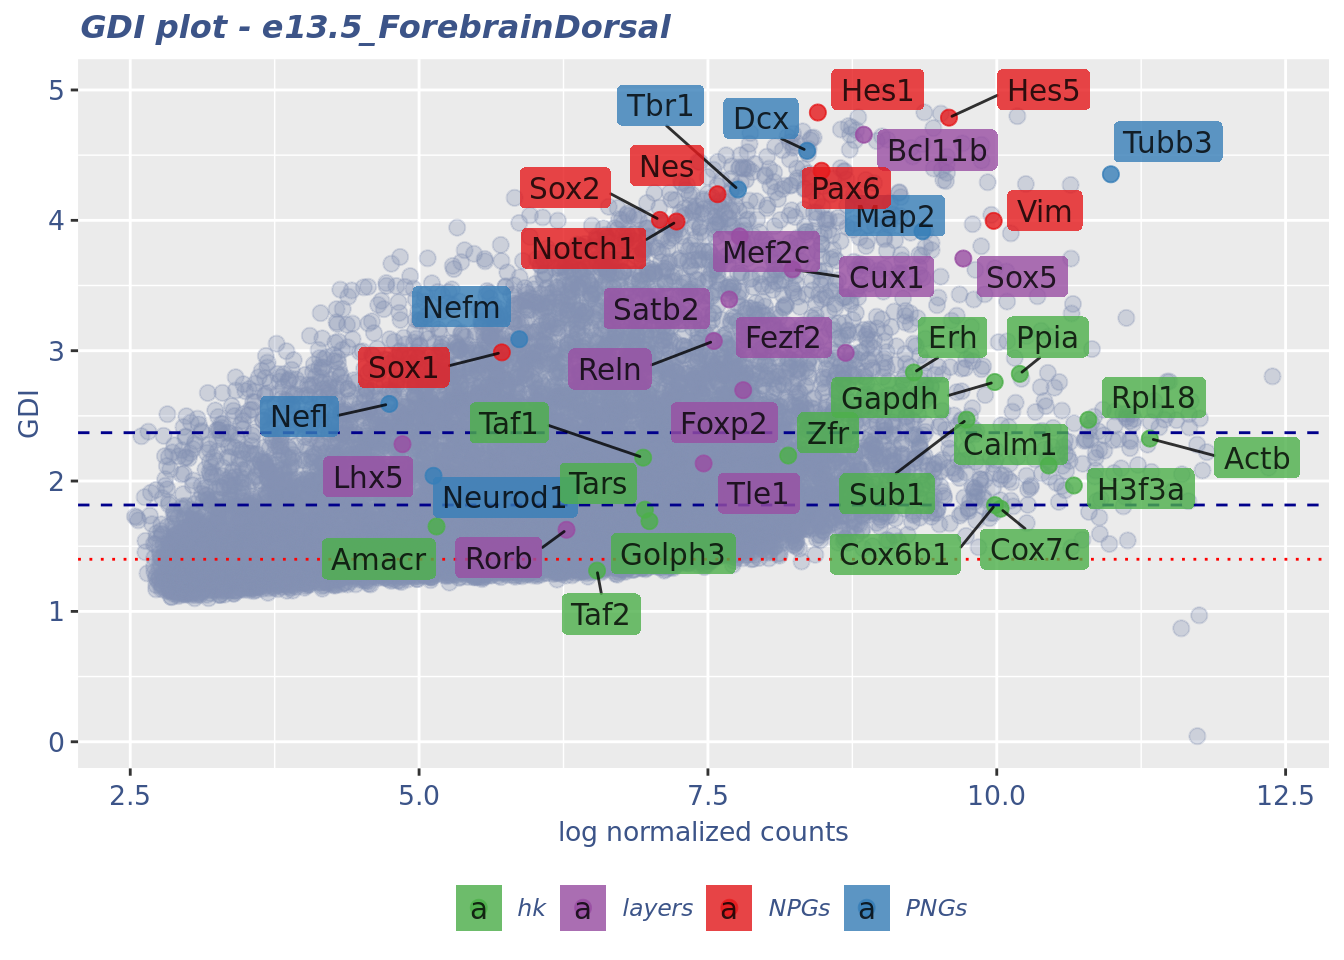 GDI plot - e13.5_ForebrainDorsal
5
4
3
2
1
0
GDI
Hes1
Hes5
Tbr1
Dcx
Tubb3
Bcl11b
Nes
Sox2
Pax6
Map2
Vim
Notch1
Mef2c
Cux1
Sox5
Nefm
Satb2
Fezf2
Erh
Ppia
Sox1
Reln
Gapdh
Rpl18
Nefl
Taf1
Foxp2
Zfr
Calm1
Actb
Lhx5
Neurod1
Tars
Tle1
Sub1
H3f3a
Amacr
Rorb
Golph3
Cox6b1
Cox7c
Taf2
2.5 5.0 7.5 10.0 12.5
log normalized counts
a hk a layers a NPGs a PNGs